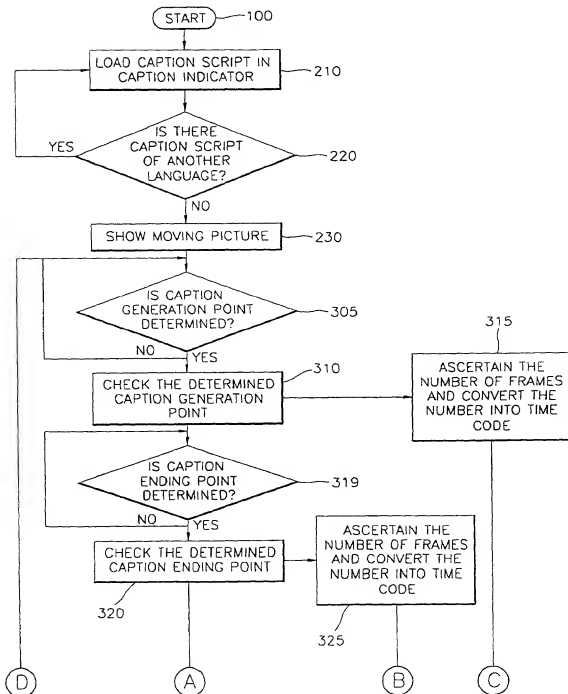 START
100
LOAD CAPTION SCRIPT IN
CAPTION INDICATOR
210
IS THERE
CAPTION SCRIPT
OF ANOTHER
LANGUAGE?
YES
220
NO
SHOW MOVING PICTURE
230
IS CAPTION
GENERATION POINT
DETERMINED?
305
NO
YES
CHECK THE DETERMINED
CAPTION GENERATION
POINT
310
315
ASCERTAIN THE
NUMBER OF FRAMES
AND CONVERT THE
NUMBER INTO TIME
CODE
IS CAPTION
ENDING POINT
DETERMINED?
319
NO
YES
CHECK THE DETERMINED
CAPTION ENDING POINT
320
ASCERTAIN THE
NUMBER OF FRAMES
AND CONVERT THE
NUMBER INTO TIME
CODE
325
D
A
B
C